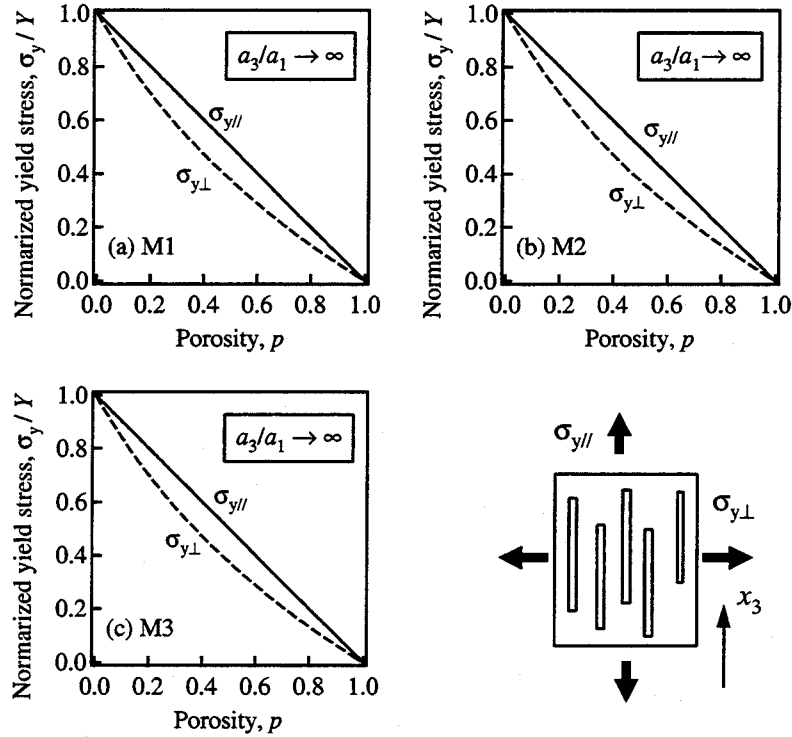 Normarized yield stress, σy / Y
1.0
0.8
0.6
0.4
0.2
0.0
a3/a1 → ∞
σy//
σy⊥
(a) M1
0.0 0.2 0.4 0.6 0.8 1.0
Porosity, p
Normarized yield stress, σy / Y
1.0
0.8
0.6
0.4
0.2
0.0
a3/a1 → ∞
σy//
σy⊥
(b) M2
0.0 0.2 0.4 0.6 0.8 1.0
Porosity, p
Normarized yield stress, σy / Y
1.0
0.8
0.6
0.4
0.2
0.0
a3/a1 → ∞
σy//
σy⊥
(c) M3
0.0 0.2 0.4 0.6 0.8 1.0
Porosity, p
σy//
σy⊥
x3